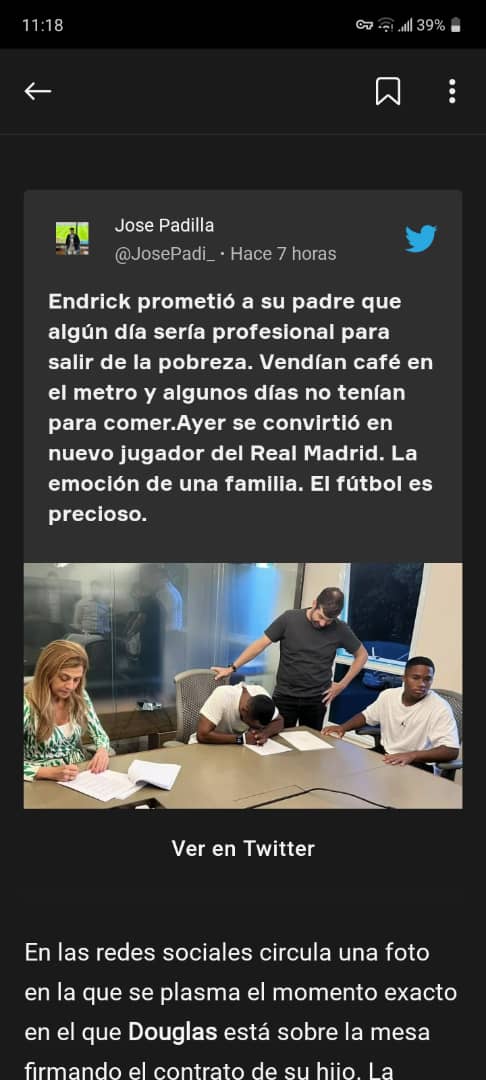 11:18
39%
Jose Padilla
@JosePadi_ · Hace 7 horas
Endrick prometió a su padre que
algún día sería profesional para
salir de la pobreza. Vendían café en
el metro y algunos días no tenían
para comer.Ayer se convirtió en
nuevo jugador del Real Madrid. La
emoción de una familia. El fútbol es
precioso.
Ver en Twitter
En las redes sociales circula una foto
en la que se plasma el momento exacto
en el que Douglas está sobre la mesa
firmando el contrato de su hijo. La